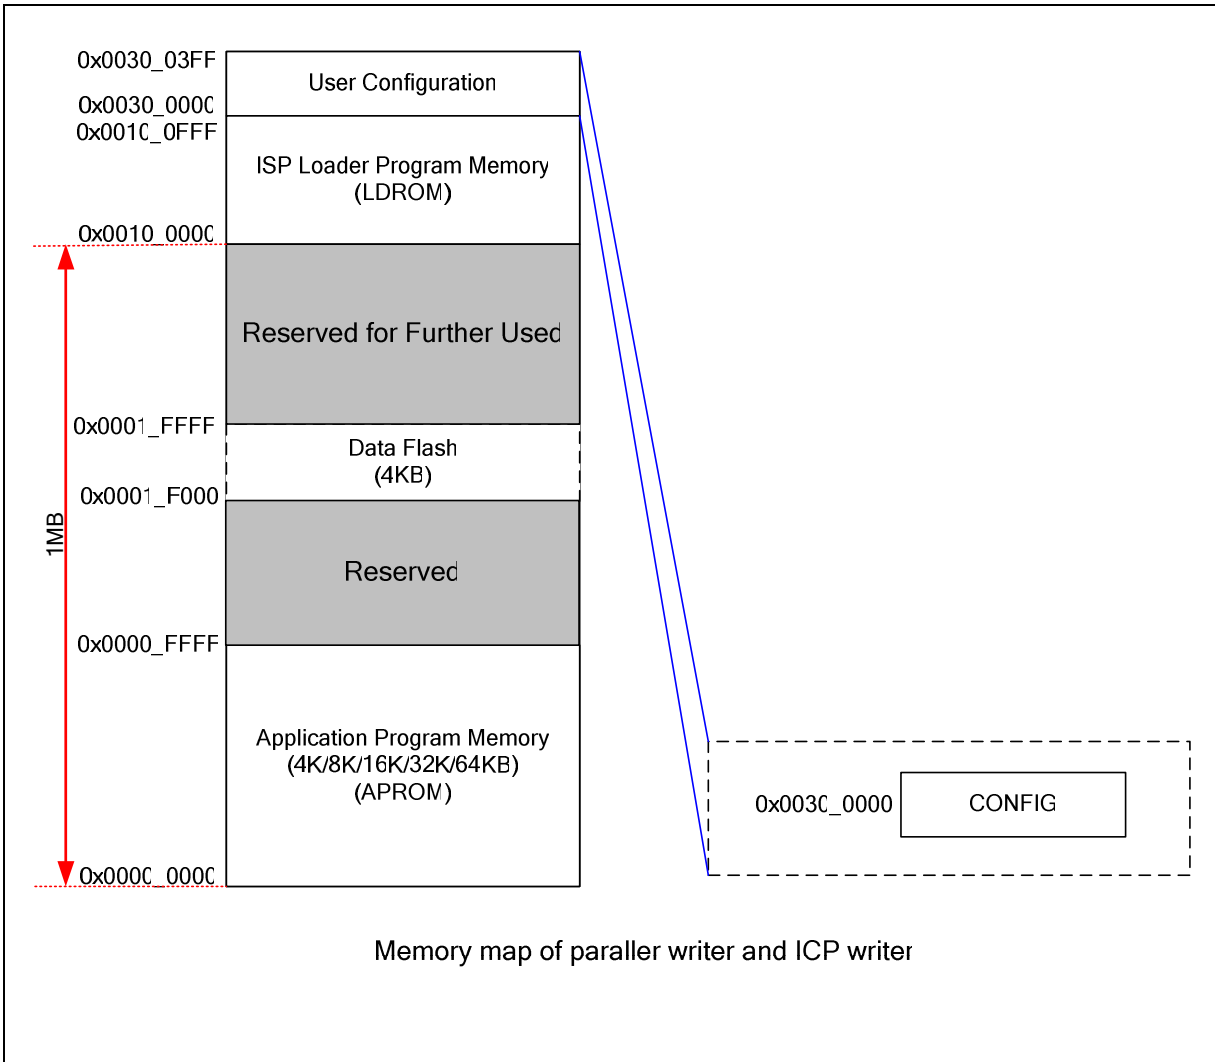 0x0030_03FF
User Configuration
0x0030_0000
0x0010_0FFF
ISP Loader Program Memory
(LDROM)
0x0010_0000
Reserved for Further Used
0x0001_FFFF
Data Flash
(4KB)
0x0001_F000
1MB
Reserved
0x0000_FFFF
Application Program Memory
(4K/8K/16K/32K/64KB)
(APROM)
0x0000_0000
0x0030_0000
CONFIG
Memory map of paraller writer and ICP writer